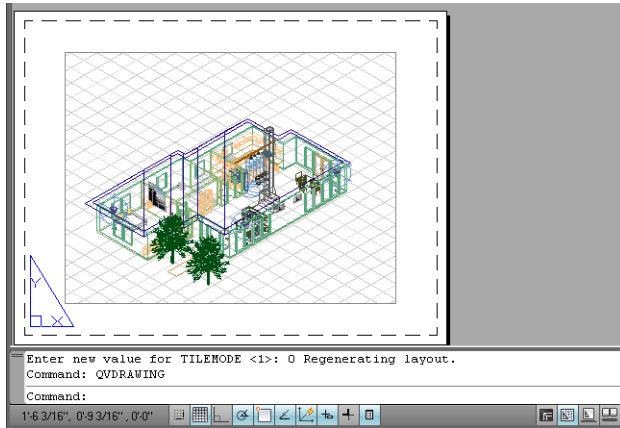 Y
X
Enter new value for TILEMODE <1>: 0 Regenerating layout.
Command: QVDRAWING
Command:
1'-6 3/16", 0'-9 3/16", 0'-0"